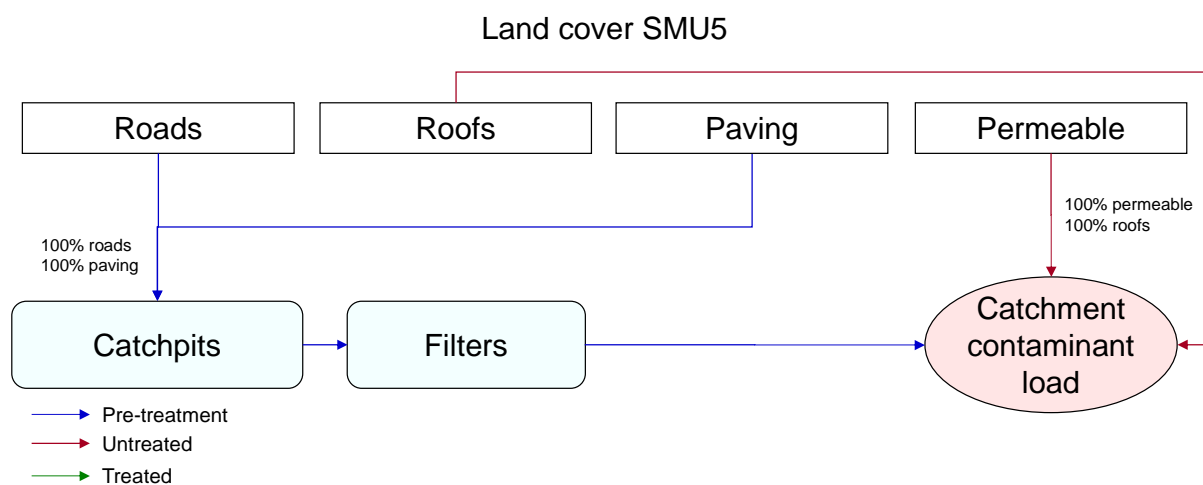 Land cover SMU5
Roads
Roofs
Paving
Permeable
100% permeable
100% roofs
100% roads
100% paving
Catchpits
Filters
Catchment
contaminant
load
Pre-treatment
Untreated
Treated